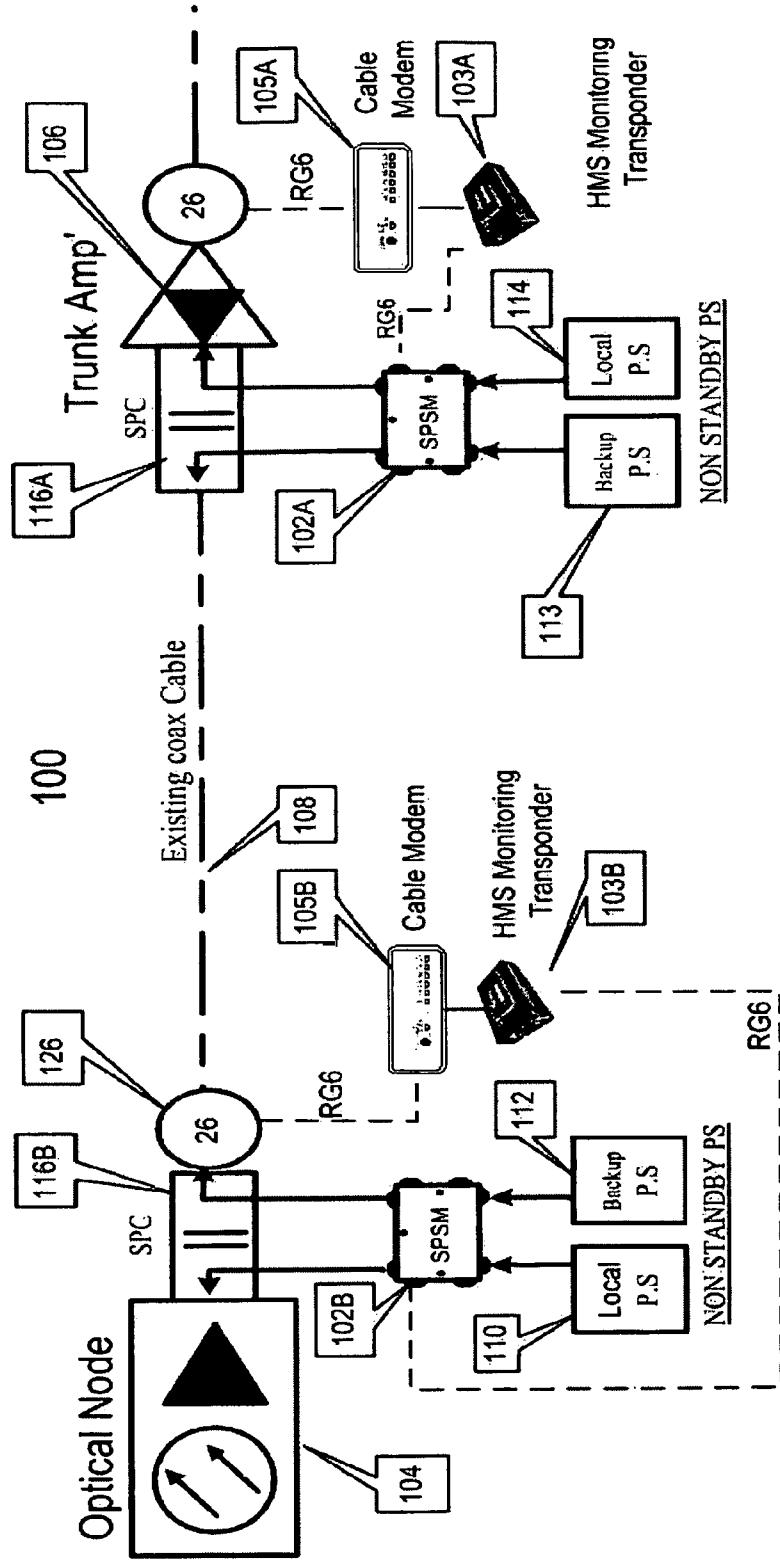 100
Optical Node
104
SPC
116B
126
26
RG6
102B
SPSM
Local
P.S
110
Backup
P.S
112
NON STANDBY PS
105B
Cable Modem
HMS Monitoring
Transponder
103B
RG6
Existing coax Cable
108
116A
SPC
Trunk Amp'
106
26
RG6
105A
Cable
Modem
103A
HMS Monitoring
Transponder
RG6
102A
SPSM
Backup
P.S
113
Local
P.S
114
NON STANDBY PS